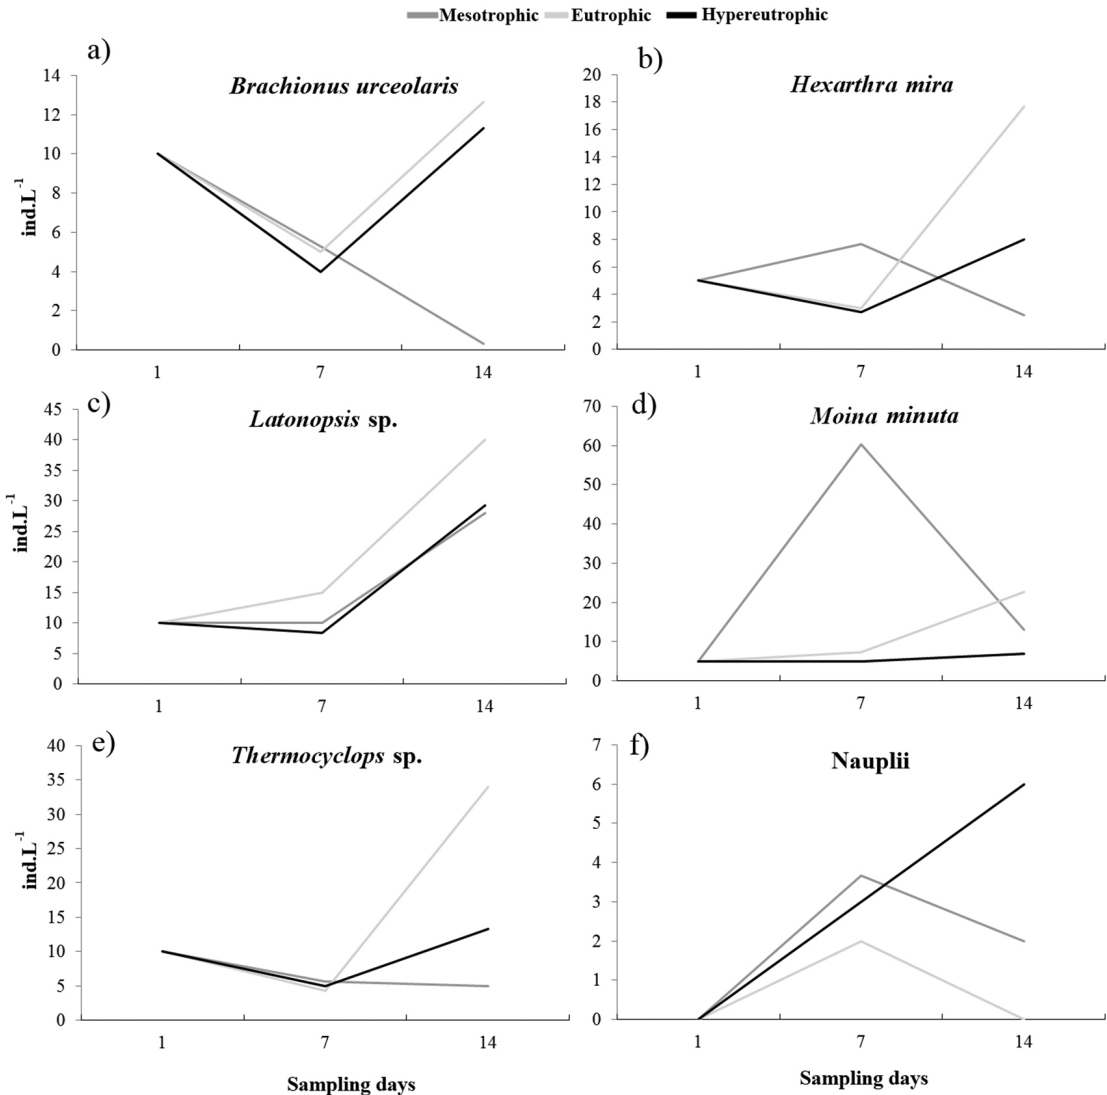 Mesotrophic Eutrophic Hypereutrophic
a)
Brachionus urceolaris
ind.L-1
14
12
10
8
6
4
2
0
1 7 14
b)
Hexarthra mira
20
18
16
14
12
10
8
6
4
2
0
1 7 14
c)
Latonopsis sp.
ind.L-1
45
40
35
30
25
20
15
10
5
0
1 7 14
d)
Moina minuta
70
60
50
40
30
20
10
0
1 7 14
e)
Thermocyclops sp.
ind.L-1
40
35
30
25
20
15
10
5
0
1 7 14
Sampling days
f)
Nauplii
7
6
5
4
3
2
1
0
1 7 14
Sampling days